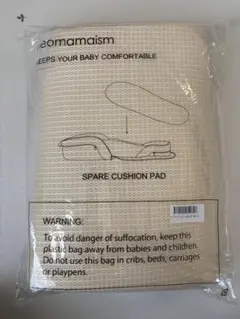 eomamaism
KEEPS YOUR BABY COMFORTABLE
SPARE CUSHION PAD
WARNING:
To avoid danger of suffocation, keep this
plastic bag away from babies and children.
Do not use this bag in cribs, beds, carriages
or playpens.